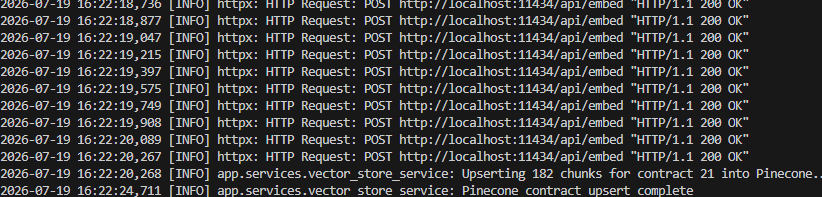 2026-07-19 16:22:18,736 [INFO] httpx: HTTP Request: POST http://localhost:11434/api/embed "HTTP/1.1 200 OK"
2026-07-19 16:22:18,877 [INFO] httpx: HTTP Request: POST http://localhost:11434/api/embed "HTTP/1.1 200 OK"
2026-07-19 16:22:19,047 [INFO] httpx: HTTP Request: POST http://localhost:11434/api/embed "HTTP/1.1 200 OK"
2026-07-19 16:22:19,215 [INFO] httpx: HTTP Request: POST http://localhost:11434/api/embed "HTTP/1.1 200 OK"
2026-07-19 16:22:19,397 [INFO] httpx: HTTP Request: POST http://localhost:11434/api/embed "HTTP/1.1 200 OK"
2026-07-19 16:22:19,575 [INFO] httpx: HTTP Request: POST http://localhost:11434/api/embed "HTTP/1.1 200 OK"
2026-07-19 16:22:19,749 [INFO] httpx: HTTP Request: POST http://localhost:11434/api/embed "HTTP/1.1 200 OK"
2026-07-19 16:22:19,908 [INFO] httpx: HTTP Request: POST http://localhost:11434/api/embed "HTTP/1.1 200 OK"
2026-07-19 16:22:20,089 [INFO] httpx: HTTP Request: POST http://localhost:11434/api/embed "HTTP/1.1 200 OK"
2026-07-19 16:22:20,267 [INFO] httpx: HTTP Request: POST http://localhost:11434/api/embed "HTTP/1.1 200 OK"
2026-07-19 16:22:20,268 [INFO] app.services.vector_store_service: Upserting 182 chunks for contract 21 into Pinecone..
2026-07-19 16:22:24,711 [INFO] app.services.vector_store_service: Pinecone contract upsert complete